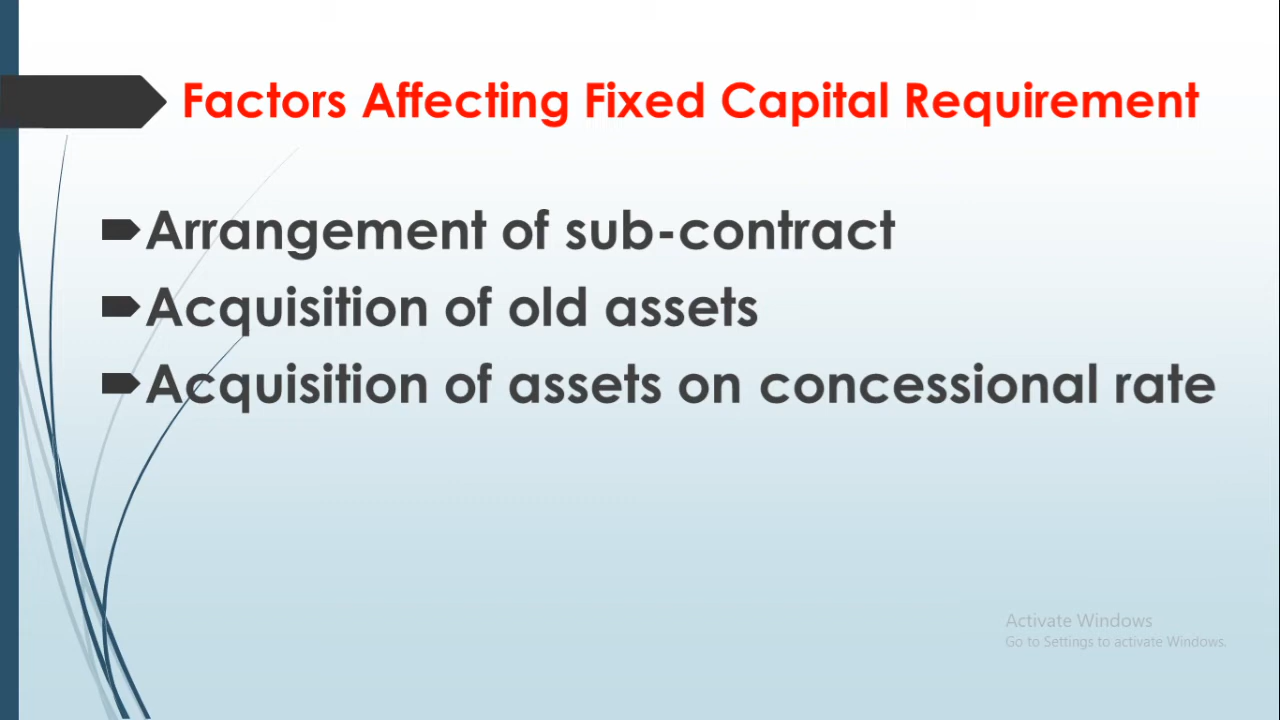 Factors Affecting Fixed Capital Requirement
Arrangement of sub-contract
Acquisition of old assets
Acquisition of assets on concessional rate
Activate Windows
Go to Settings to activate Windows.